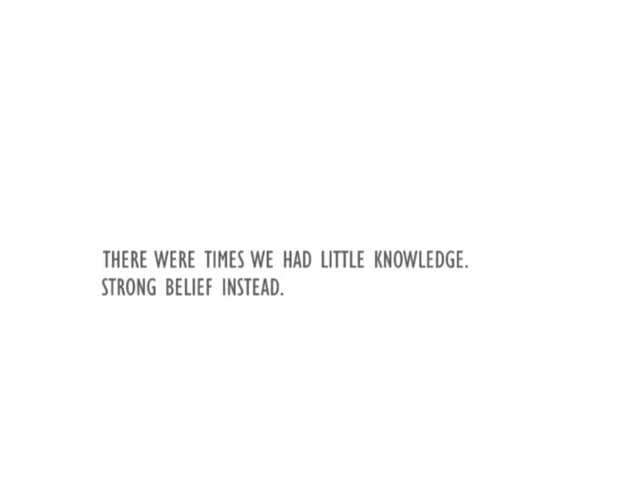 THERE WERE TIMES WE HAD LITTLE KNOWLEDGE.
STRONG BELIEF INSTEAD.